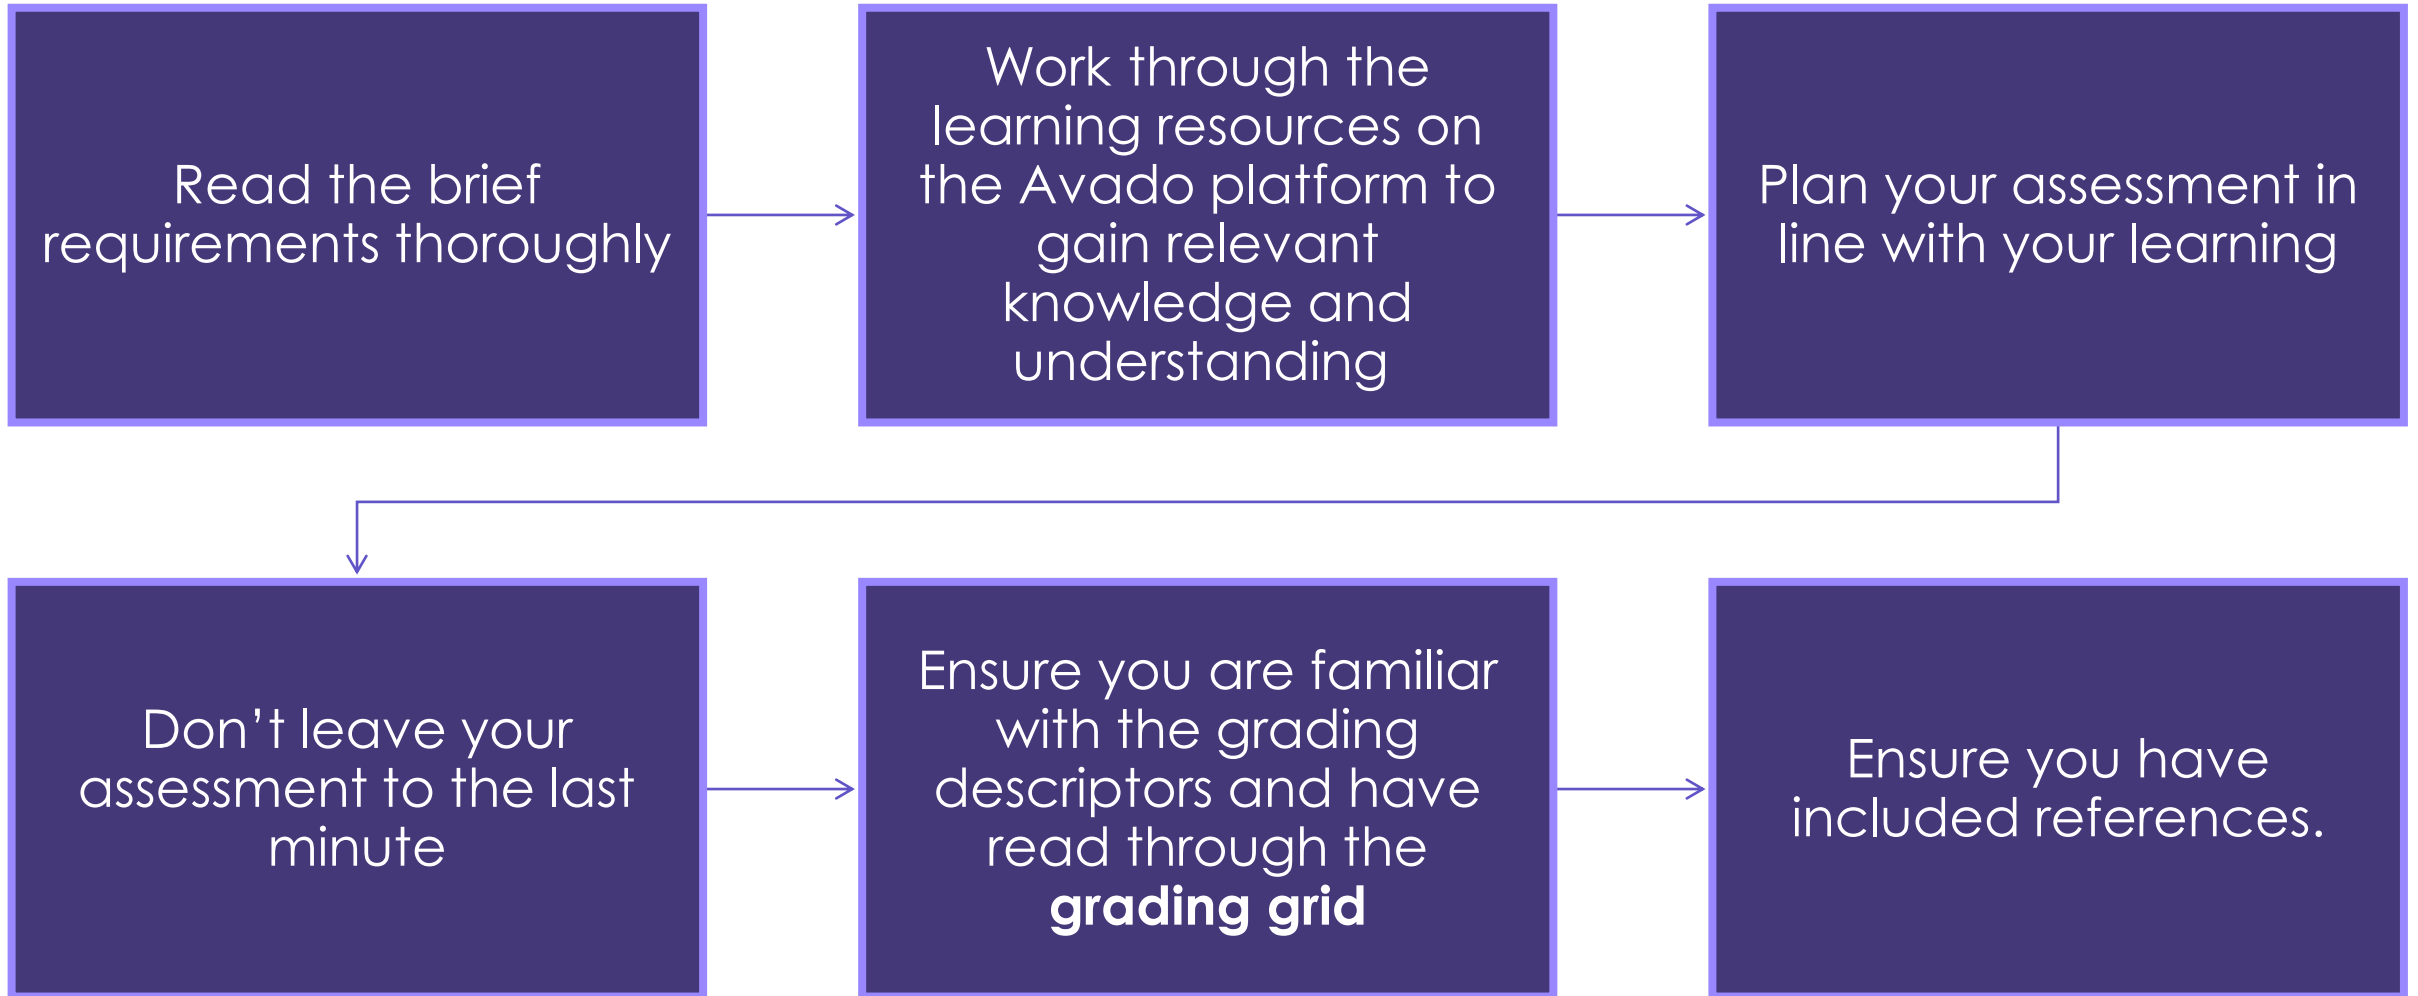 Read the brief
requirements thoroughly
Work through the
learning resources on
the Avado platform to
gain relevant
knowledge and
understanding
Plan your assessment in
line with your learning
Don’t leave your
assessment to the last
minute
Ensure you are familiar
with the grading
descriptors and have
read through the
grading grid
Ensure you have
included references.